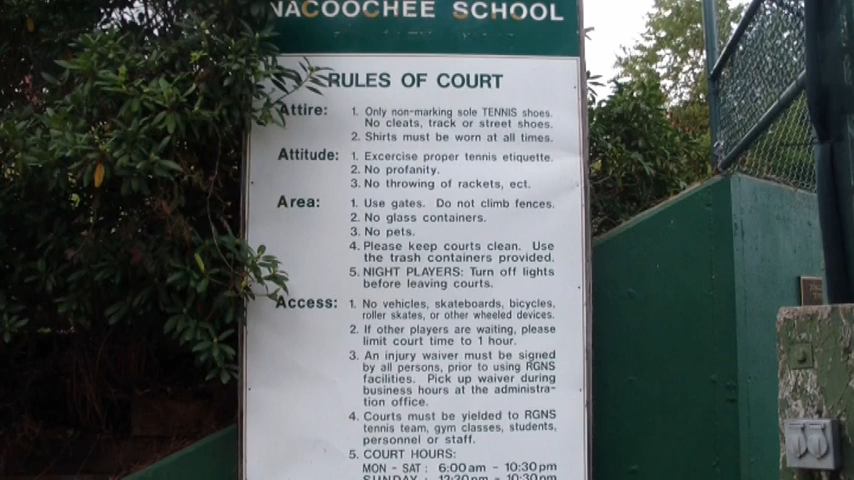 NACOOCHEE SCHOOL
RULES OF COURT
Attire: 1. Only non-marking sole TENNIS shoes.
No cleats, track or street shoes.
2. Shirts must be worn at all times.
Attitude: 1. Excercise proper tennis etiquette.
2. No profanity.
3. No throwing of rackets, ect.
Area: 1. Use gates. Do not climb fences.
2. No glass containers.
3. No pets.
4. Please keep courts clean. Use
the trash containers provided.
5. NIGHT PLAYERS: Turn off lights
before leaving courts.
Access: 1. No vehicles, skateboards, bicycles,
roller skates, or other wheeled devices.
2. If other players are waiting, please
limit court time to 1 hour.
3. An injury waiver must be signed
by all persons, prior to using RGNS
facilities. Pick up waiver during
business hours at the administra-
tion office.
4. Courts must be yielded to RGNS
tennis team, gym classes, students,
personnel or staff.
5. COURT HOURS:
MON - SAT: 6:00am - 10:30pm
SUNDAY : 12:30pm - 10:30pm